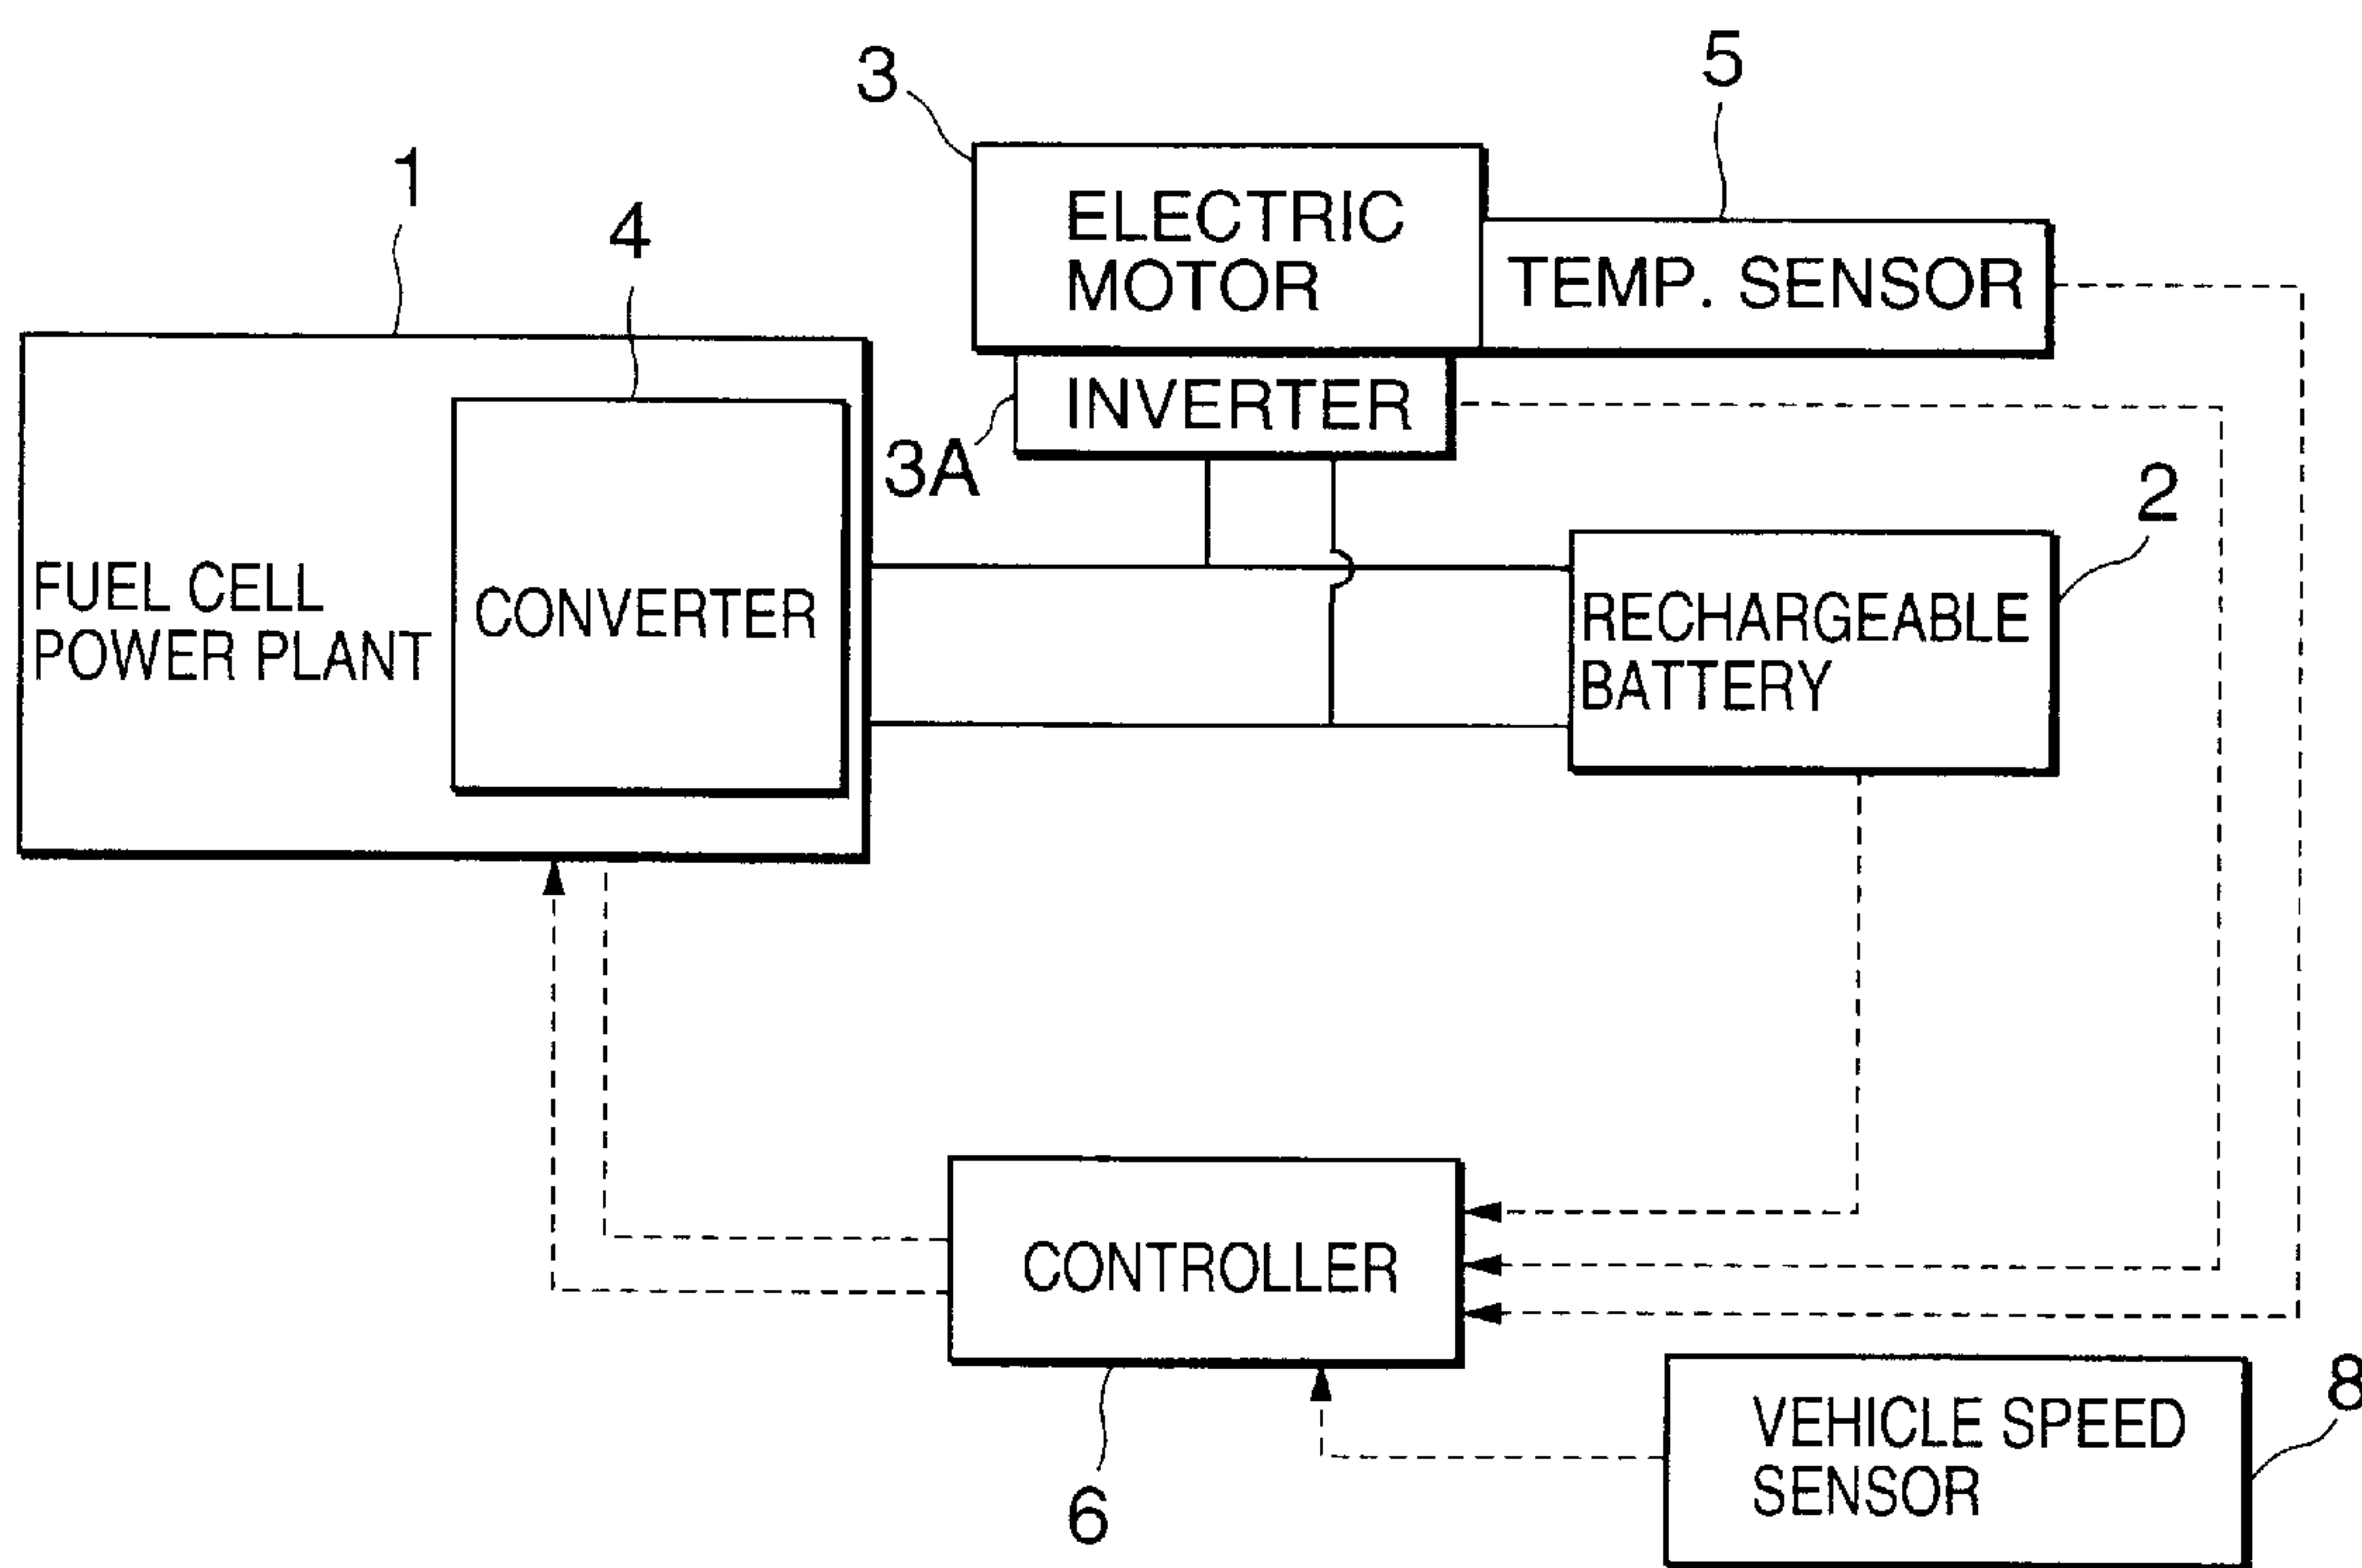 3
5
1
4
ELECTRIC
MOTOR
TEMP. SENSOR
INVERTER
3A
2
FUEL CELL
POWER PLANT
CONVERTER
RECHARGEABLE
BATTERY
CONTROLLER
6
VEHICLE SPEED
SENSOR
8